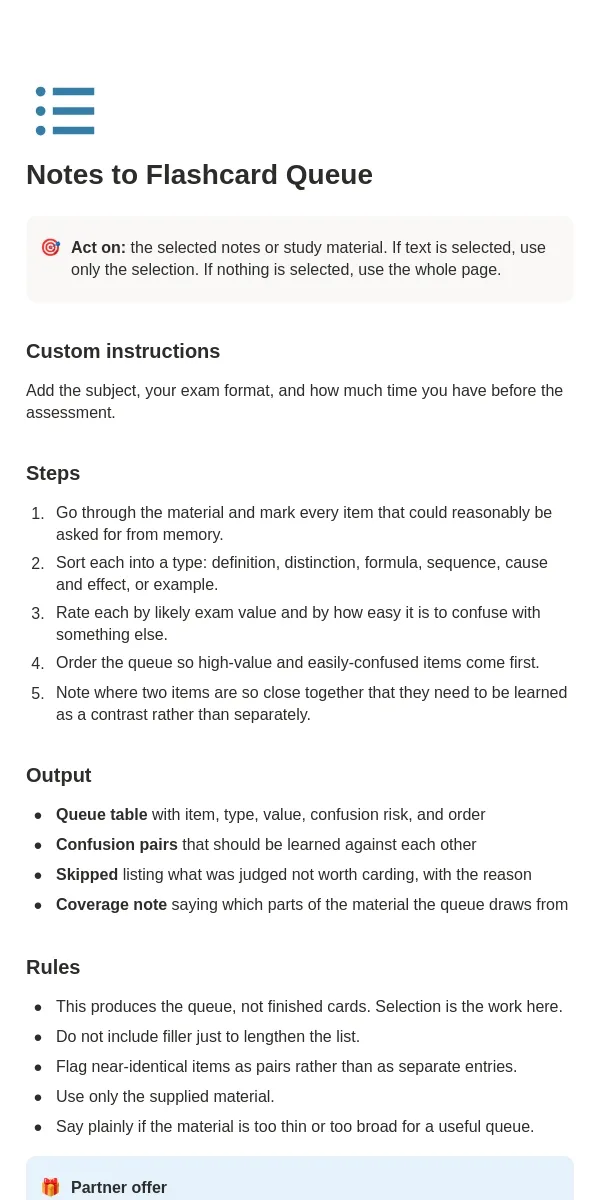 Notes to Flashcard Queue
Act on: the selected notes or study material. If text is selected, use
only the selection. If nothing is selected, use the whole page.
Custom instructions
Add the subject, your exam format, and how much time you have before the
assessment.
Steps
1. Go through the material and mark every item that could reasonably be
asked for from memory.
2. Sort each into a type: definition, distinction, formula, sequence, cause
and effect, or example.
3. Rate each by likely exam value and by how easy it is to confuse with
something else.
4. Order the queue so high-value and easily-confused items come first.
5. Note where two items are so close together that they need to be learned
as a contrast rather than separately.
Output
• Queue table with item, type, value, confusion risk, and order
• Confusion pairs that should be learned against each other
• Skipped listing what was judged not worth carding, with the reason
• Coverage note saying which parts of the material the queue draws from
Rules
• This produces the queue, not finished cards. Selection is the work here.
• Do not include filler just to lengthen the list.
• Flag near-identical items as pairs rather than as separate entries.
• Use only the supplied material.
• Say plainly if the material is too thin or too broad for a useful queue.
Partner offer